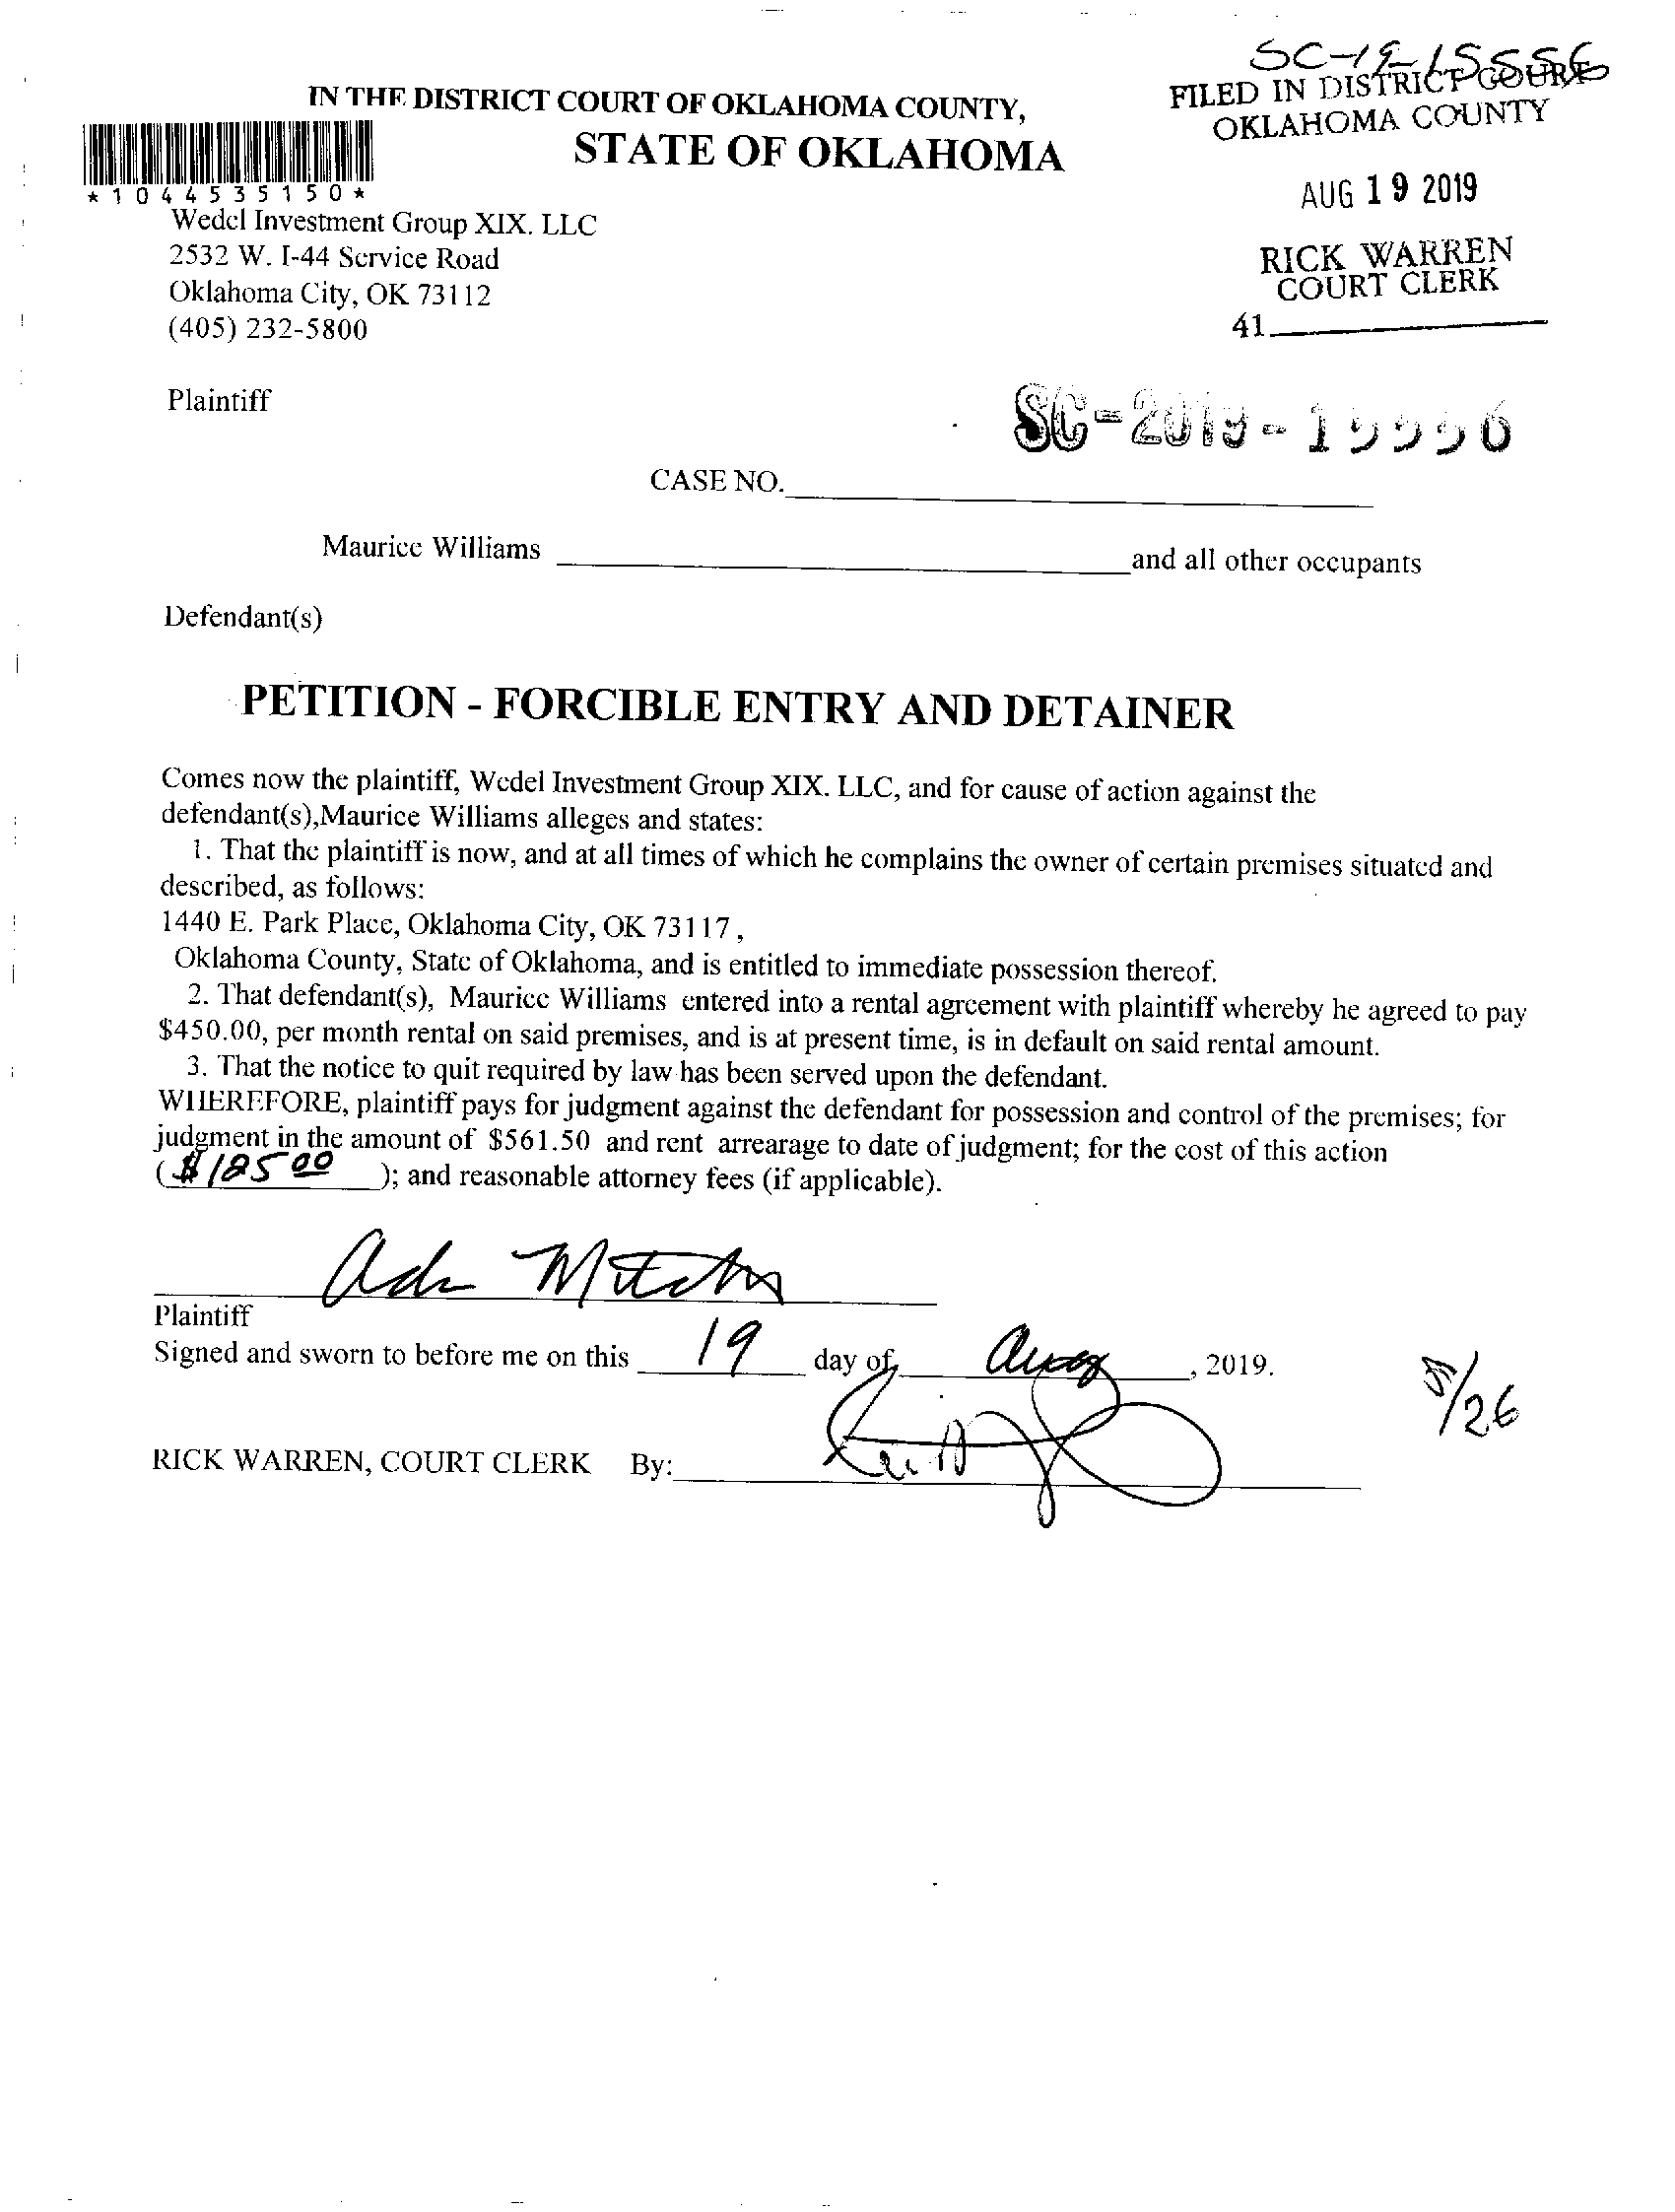 SC-19-15556
FILED IN DISTRICT COURT
OKLAHOMA COUNTY
IN THE DISTRICT COURT OF OKLAHOMA COUNTY,
STATE OF OKLAHOMA
AUG 19 2019
*1044535150*
Wedel Investment Group XIX. LLC
2532 W. I-44 Service Road
Oklahoma City, OK 73112
(405) 232-5800
RICK WARREN
COURT CLERK
41
Plaintiff
SC-2019-15556
CASE NO.
Maurice Williams and all other occupants
Defendant(s)
PETITION - FORCIBLE ENTRY AND DETAINER
Comes now the plaintiff, Wedel Investment Group XIX. LLC, and for cause of action against the
defendant(s),Maurice Williams alleges and states:
1. That the plaintiff is now, and at all times of which he complains the owner of certain premises situated and
described, as follows:
1440 E. Park Place, Oklahoma City, OK 73117 ,
Oklahoma County, State of Oklahoma, and is entitled to immediate possession thereof.
2. That defendant(s), Maurice Williams entered into a rental agreement with plaintiff whereby he agreed to pay
$450.00, per month rental on said premises, and is at present time, is in default on said rental amount.
3. That the notice to quit required by law has been served upon the defendant.
WHEREFORE, plaintiff pays for judgment against the defendant for possession and control of the premises; for
judgment in the amount of $561.50 and rent arrearage to date of judgment; for the cost of this action
($185 00 ); and reasonable attorney fees (if applicable).
Plaintiff
Signed and sworn to before me on this 19 day of Aug , 2019.
8/26
RICK WARREN, COURT CLERK By: